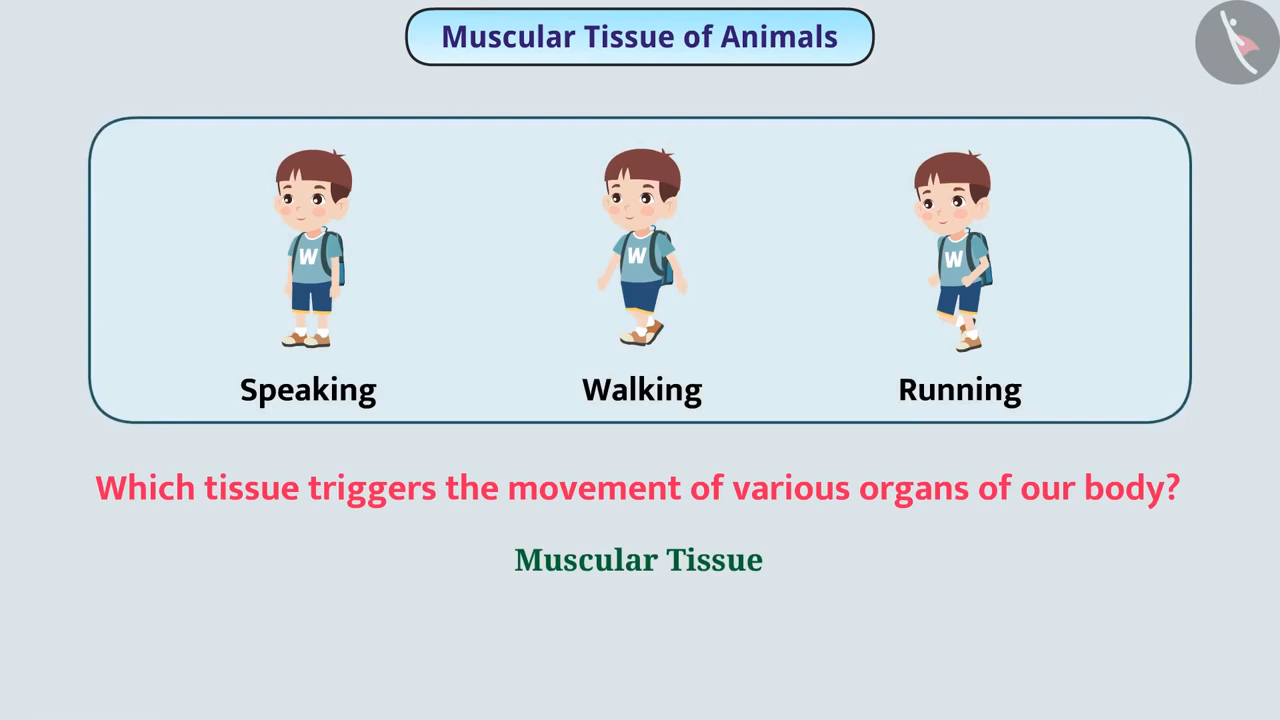 Muscular Tissue of Animals
W
W
W
Speaking
Walking
Running
Which tissue triggers the movement of various organs of our body?
Muscular Tissue